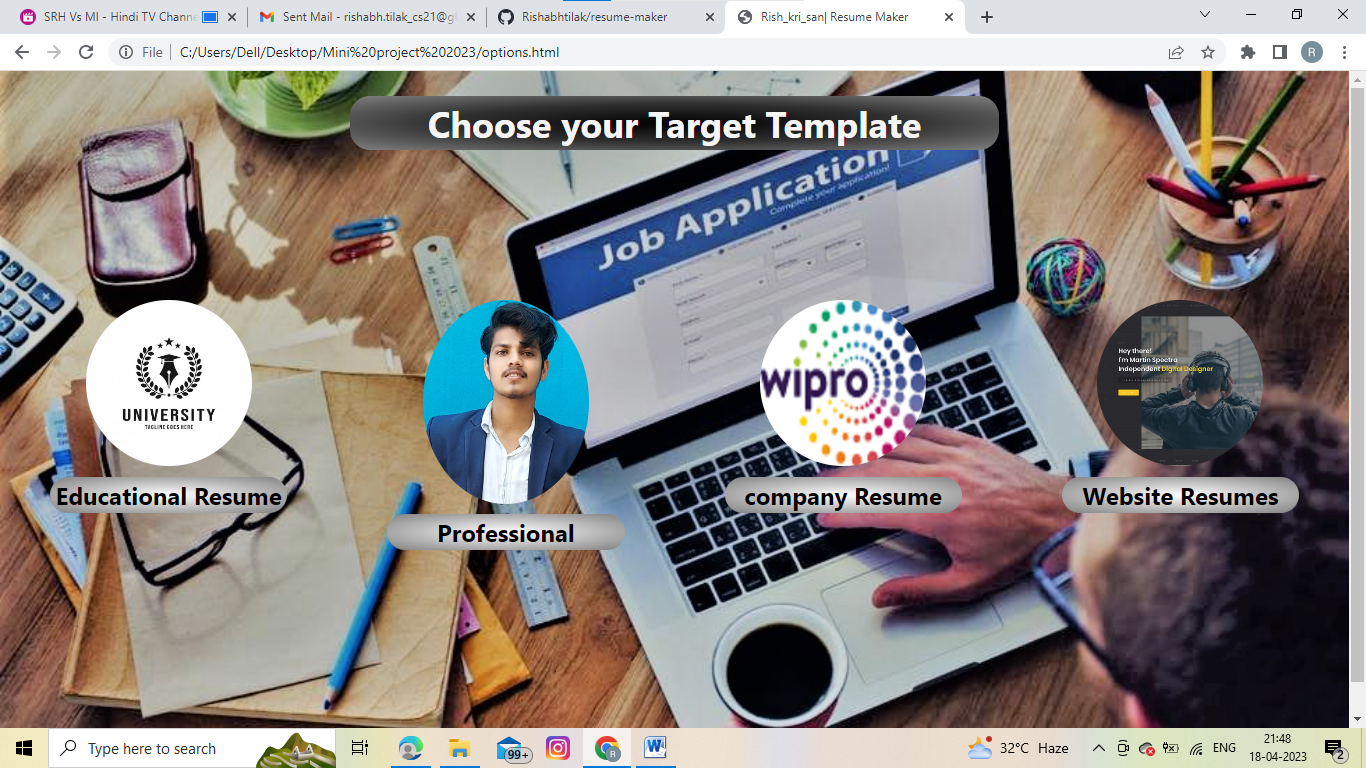 SRH Vs MI - Hindi TV Chann
Sent Mail - rishabh.tilak_cs21@g
Rishabhtilak/resume-maker
Rish_kri_san| Resume Maker
File
C:/Users/Dell/Desktop/Mini%20project%202023/options.html
R
Choose your Target Template
Job Application
Complete your application!
UNIVERSITY
TAGLINE GOES HERE
wipro
Hey there!
I'm Martin Spectra
Independent Digital Designer
Educational Resume
Professional
company Resume
Website Resumes
Type here to search
99+
R
W
32°C Haze
ENG
21:48
18-04-2023
2